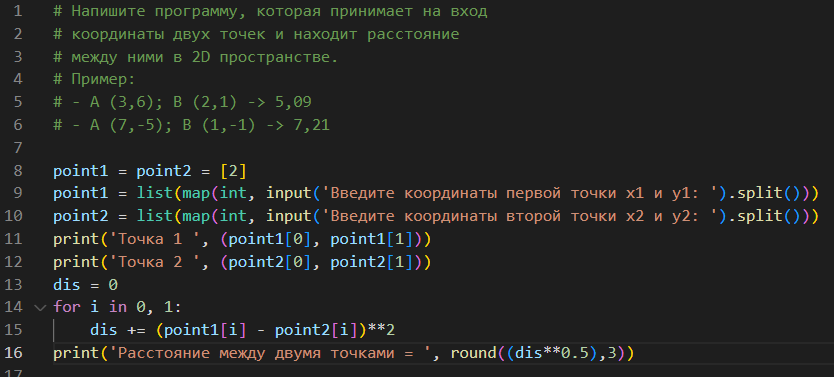 1 # Напишите программу, которая принимает на вход
2 # координаты двух точек и находит расстояние
3 # между ними в 2D пространстве.
4 # Пример:
5 # - A (3,6); B (2,1) -> 5,09
6 # - A (7,-5); B (1,-1) -> 7,21
7
8 point1 = point2 = [2]
9 point1 = list(map(int, input('Введите координаты первой точки x1 и y1: ').split()))
10 point2 = list(map(int, input('Введите координаты второй точки x2 и y2: ').split()))
11 print('Точка 1 ', (point1[0], point1[1]))
12 print('Точка 2 ', (point2[0], point2[1]))
13 dis = 0
14 for i in 0, 1:
15     dis += (point1[i] - point2[i])**2
16 print('Расстояние между двумя точками = ', round((dis**0.5),3))
17